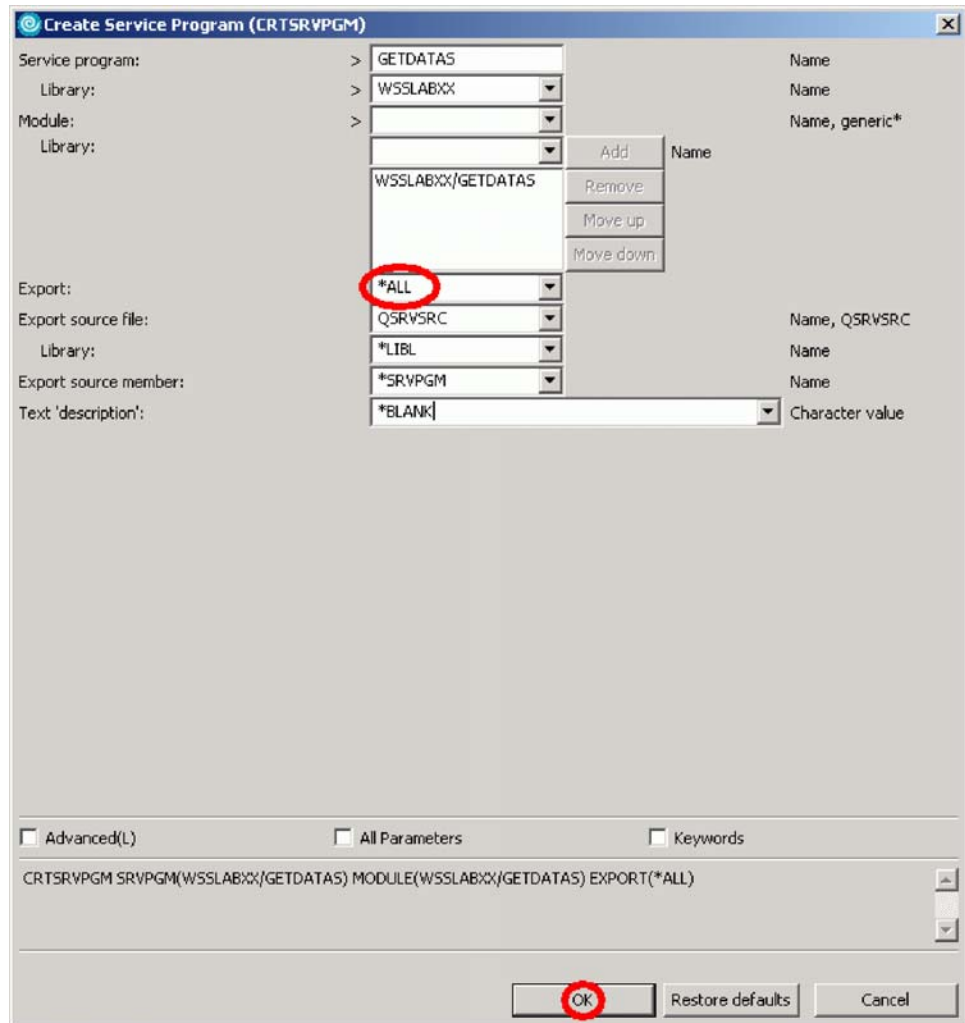 Create Service Program (CRTSRVPGM)
Service program: > GETDATAS Name
Library: > WSSLABXX Name
Module: > Name, generic*
Library: Add Name
WSSLABXX/GETDATAS Remove
Move up
Move down
Export: *ALL
Export source file: QSRVSRC Name, QSRVSRC
Library: *LIBL Name
Export source member: *SRVPGM Name
Text 'description': *BLANK Character value
Advanced(L) All Parameters Keywords
CRTSRVPGM SRVPGM(WSSLABXX/GETDATAS) MODULE(WSSLABXX/GETDATAS) EXPORT(*ALL)
OK Restore defaults Cancel